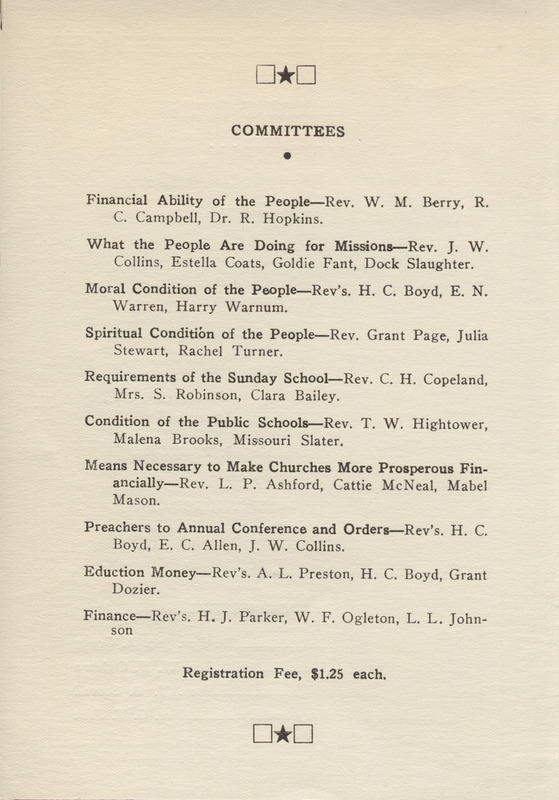 COMMITTEES
Financial Ability of the People—Rev. W. M. Berry, R.
C. Campbell, Dr. R. Hopkins.
What the People Are Doing for Missions—Rev. J. W.
Collins, Estella Coats, Goldie Fant, Dock Slaughter.
Moral Condition of the People—Rev's. H. C. Boyd, E. N.
Warren, Harry Warnum.
Spiritual Condition of the People—Rev. Grant Page, Julia
Stewart, Rachel Turner.
Requirements of the Sunday School—Rev. C. H. Copeland,
Mrs. S. Robinson, Clara Bailey.
Condition of the Public Schools—Rev. T. W. Hightower,
Malena Brooks, Missouri Slater.
Means Necessary to Make Churches More Prosperous Fin-
ancially—Rev. L. P. Ashford, Cattie McNeal, Mabel
Mason.
Preachers to Annual Conference and Orders—Rev's. H. C.
Boyd, E. C. Allen, J. W. Collins.
Eduction Money—Rev's. A. L. Preston, H. C. Boyd, Grant
Dozier.
Finance—Rev's. H. J. Parker, W. F. Ogleton, L. L. John-
son
Registration Fee, $1.25 each.